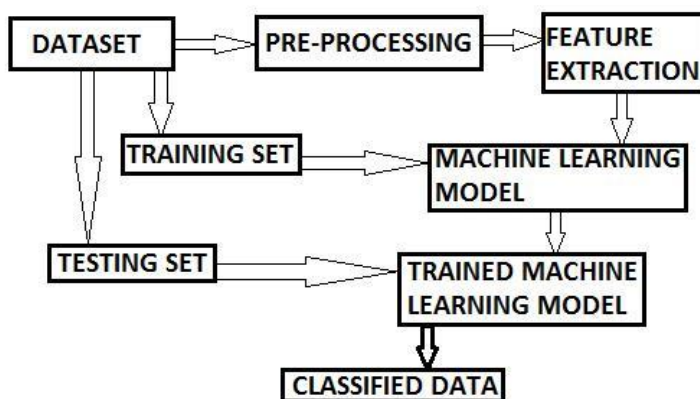 DATASET
PRE-PROCESSING
FEATURE
EXTRACTION
TRAINING SET
MACHINE LEARNING
MODEL
TESTING SET
TRAINED MACHINE
LEARNING MODEL
CLASSIFIED DATA